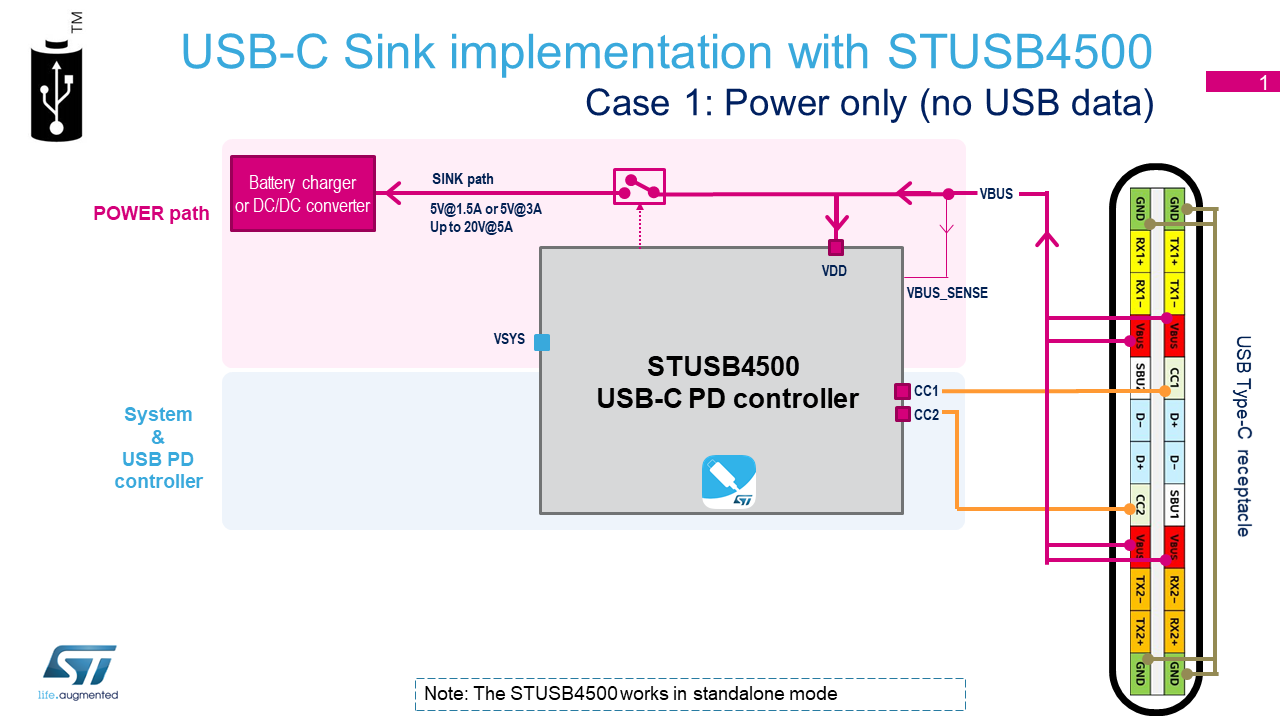 TM
USB-C Sink implementation with STUSB4500
Case 1: Power only (no USB data)
1
Battery charger
or DC/DC converter
SINK path
5V@1.5A or 5V@3A
Up to 20V@5A
POWER path
VBUS
VDD
VBUS_SENSE
VSYS
STUSB4500
USB-C PD controller
CC1
CC2
System
&
USB PD
controller
ST
GND
RX1+
RX1−
VBUS
D−
D+
CC2
VBUS
TX2−
TX2+
GND
GND
TX1+
TX1−
VBUS
CC1
D+
D−
SBU1
VBUS
RX2−
RX2+
GND
USB Type-C receptacle
ST
life.augmented
Note: The STUSB4500 works in standalone mode